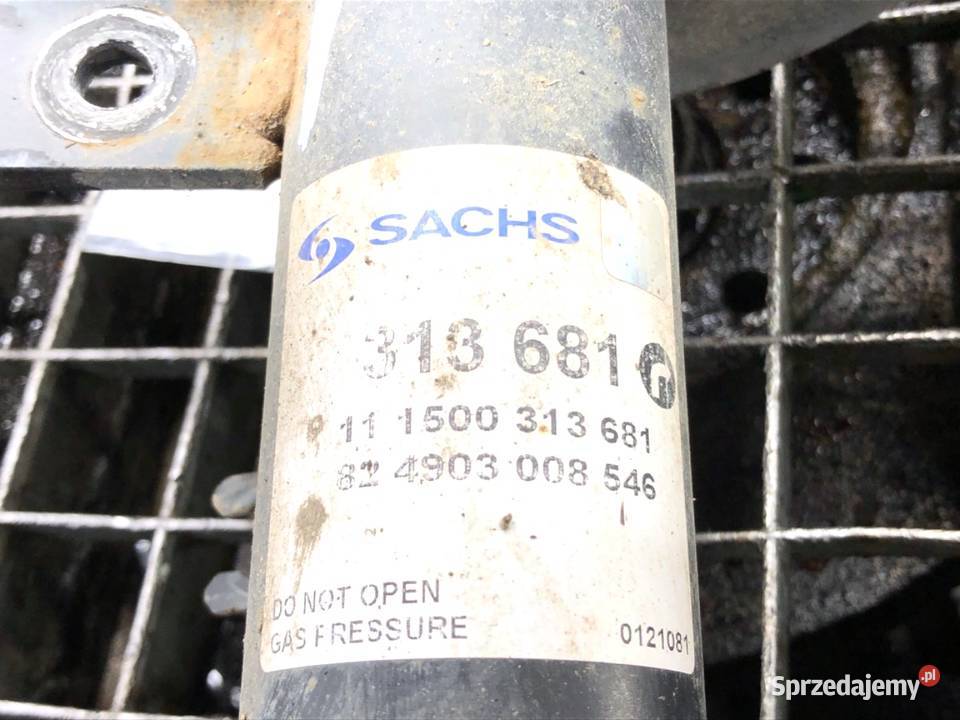 SACHS
313 681 G
11 1500 313 681
82 4903 008 546
DO NOT OPEN
GAS PRESSURE
0121081
Sprzedajemy.pl